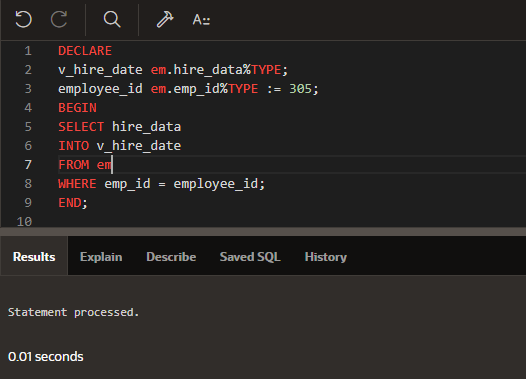 A::
1 DECLARE
2 v_hire_date em.hire_data%TYPE;
3 employee_id em.emp_id%TYPE := 305;
4 BEGIN
5 SELECT hire_data
6 INTO v_hire_date
7 FROM em
8 WHERE emp_id = employee_id;
9 END;
10
Results Explain Describe Saved SQL History
Statement processed.
0.01 seconds